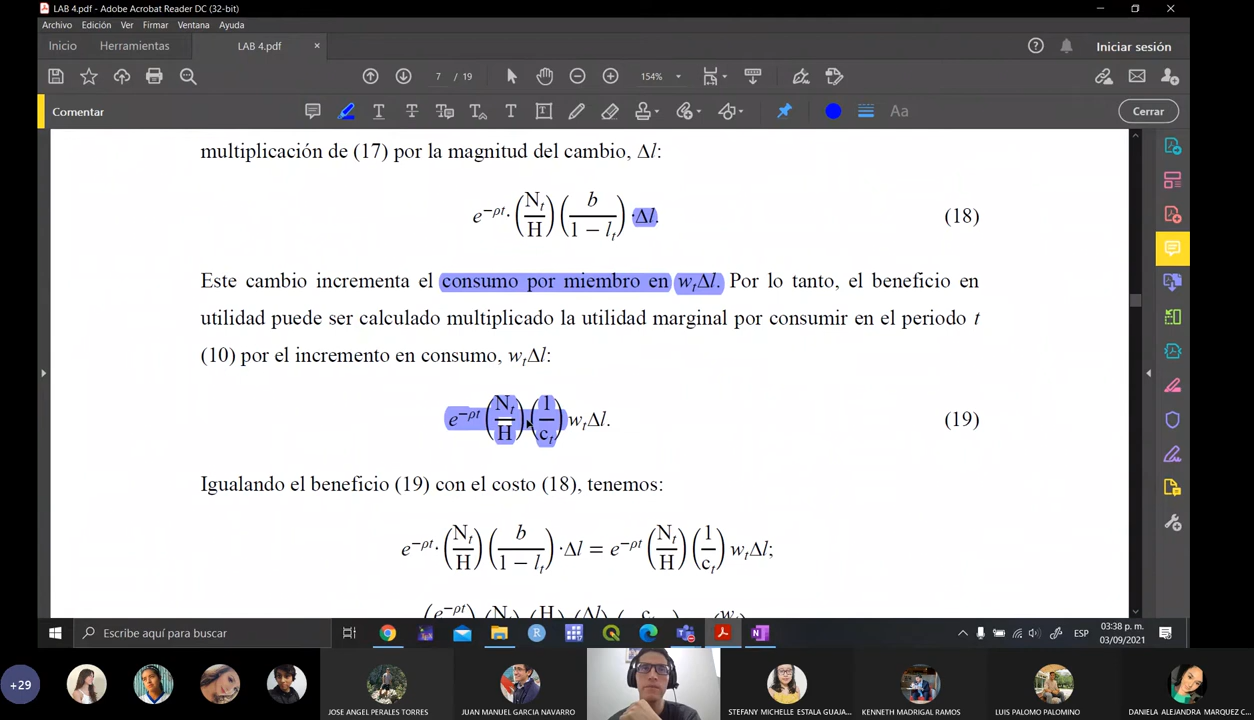 LAB 4.pdf - Adobe Acrobat Reader DC (32-bit)
Archivo Edición Ver Firmar Ventana Ayuda
Inicio Herramientas LAB 4.pdf × Iniciar sesión
7 / 19 154%
Comentar Aa Cerrar
multiplicación de (17) por la magnitud del cambio, Δl:
e^{−ρt}· (N_t/H) (b/(1 − l_t)) ·Δl. (18)
Este cambio incrementa el consumo por miembro en w_tΔl. Por lo tanto, el beneficio en
utilidad puede ser calculado multiplicado la utilidad marginal por consumir en el periodo t
(10) por el incremento en consumo, w_tΔl:
e^{−ρt} (N_t/H) (1/c_t) w_tΔl. (19)
Igualando el beneficio (19) con el costo (18), tenemos:
e^{−ρt}· (N_t/H) (b/(1 − l_t)) ·Δl = e^{−ρt} (N_t/H) (1/c_t) w_tΔl;
Escribe aquí para buscar
ESP
03:38 p. m.
03/09/2021
+29
JOSE ANGEL PERALES TORRES
JUAN MANUEL GARCIA NAVARRO
STEFANY MICHELLE ESTALA GUAJA...
KENNETH MADRIGAL RAMOS
LUIS PALOMO PALOMINO
DANIELA ALEJANDRA MARQUEZ C...